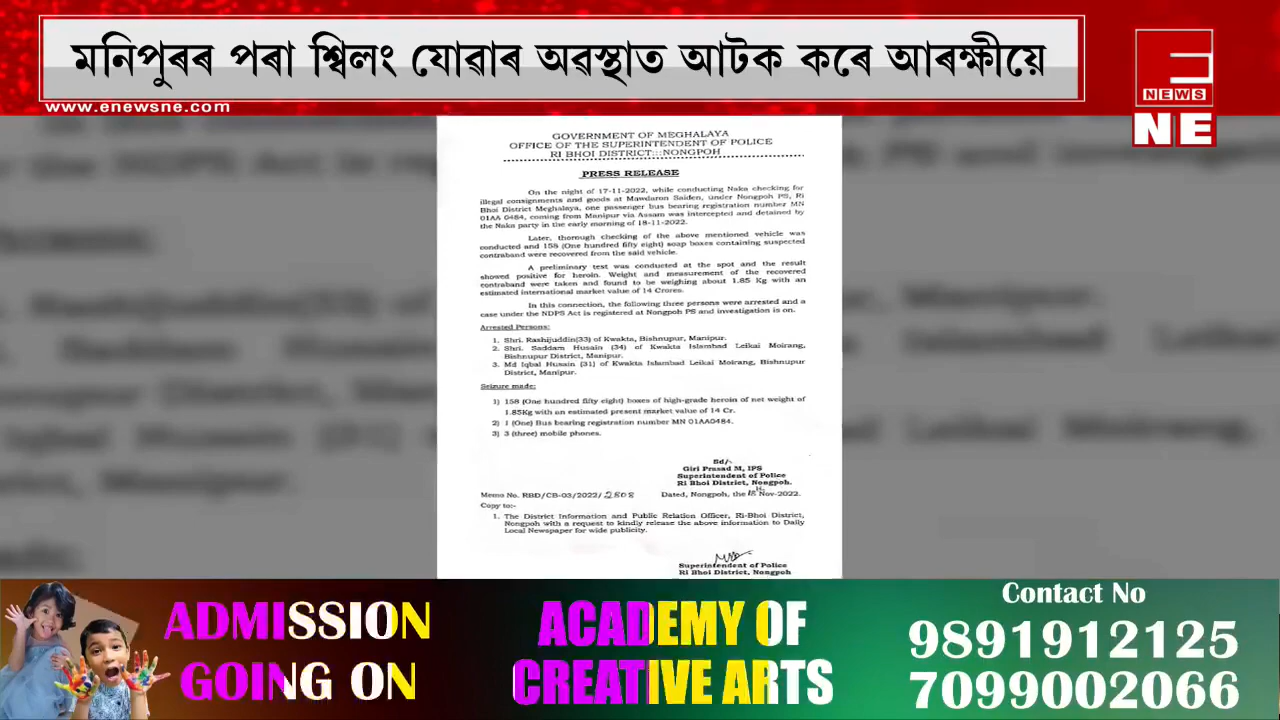 মনিপুৰৰ পৰা শ্বিলং যোৱাৰ অৱস্থাত আটক কৰে আৰক্ষীয়ে
www.enewsne.com
NEWS
NE
GOVERNMENT OF MEGHALAYA
OFFICE OF THE SUPERINTENDENT OF POLICE
RI BHOI DISTRICT:::NONGPOH
PRESS RELEASE
On the night of 17-11-2022, while conducting Naka checking for
illegal consignments and goods at Mawdaron Saiden, under Nongpoh PS, Ri
Bhoi District Meghalaya, one passenger bus bearing registration number MN
01AA 0484, coming from Manipur via Assam was intercepted and detained by
the Naka party in the early morning of 18-11-2022.
Later, thorough checking of the above mentioned vehicle was
conducted and 158 (One hundred fifty eight) soap boxes containing suspected
contraband were recovered from the said vehicle.
A preliminary test was conducted at the spot and the result
showed positive for heroin. Weight and measurement of the recovered
contraband were taken and found to be weighing about 1.85 Kg with an
estimated international market value of 14 Crores.
In this connection, the following three persons were arrested and a
case under the NDPS Act is registered at Nongpoh PS and investigation is on.
Arrested Persons:
1. Shri. Rashijuddin(33) of Kwakta, Bishnupur, Manipur.
2. Shri. Saddam Husain (34) of Kwakta Islambad Leikai Moirang,
Bishnupur District, Manipur.
3. Md Iqbal Husain (31) of Kwakta Islambad Leikai Moirang, Bishnupur
District, Manipur.
Seizure made:
1) 158 (One hundred fifty eight) boxes of high-grade heroin of net weight of
1.85Kg with an estimated present market value of 14 Cr.
2) 1 (One) Bus bearing registration number MN 01AA0484.
3) 3 (three) mobile phones.
Sd/-
Giri Prasad M, IPS
Superintendent of Police
Ri Bhoi District, Nongpoh.
Memo No. RBD/CB-03/2022/2808 Dated, Nongpoh, the 18 Nov-2022.
Copy to:-
1. The District Information and Public Relation Officer, Ri-Bhoi District,
Nongpoh with a request to kindly release the above information to Daily
Local Newspaper for wide publicity.
Superintendent of Police
Ri Bhoi District, Nongpoh
ADMISSION
GOING ON
ACADEMY OF
CREATIVE ARTS
Contact No
9891912125
7099002066